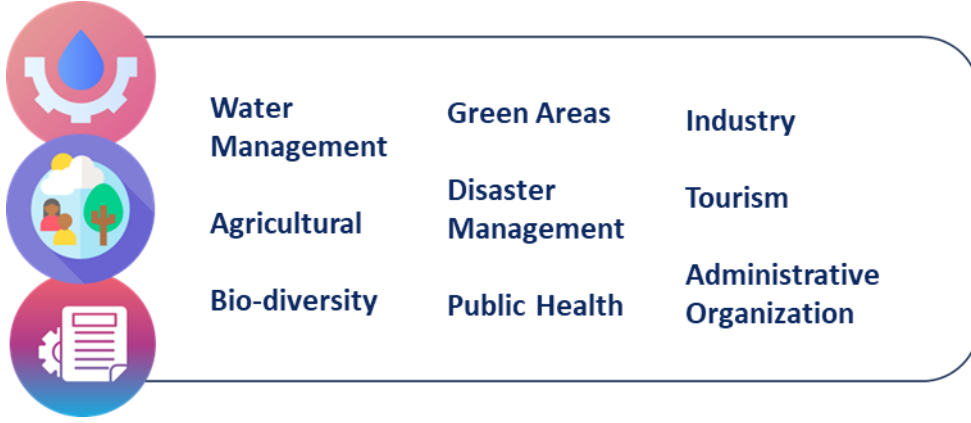 Water
Management
Agricultural
Bio-diversity
Green Areas
Disaster
Management
Public Health
Industry
Tourism
Administrative
Organization